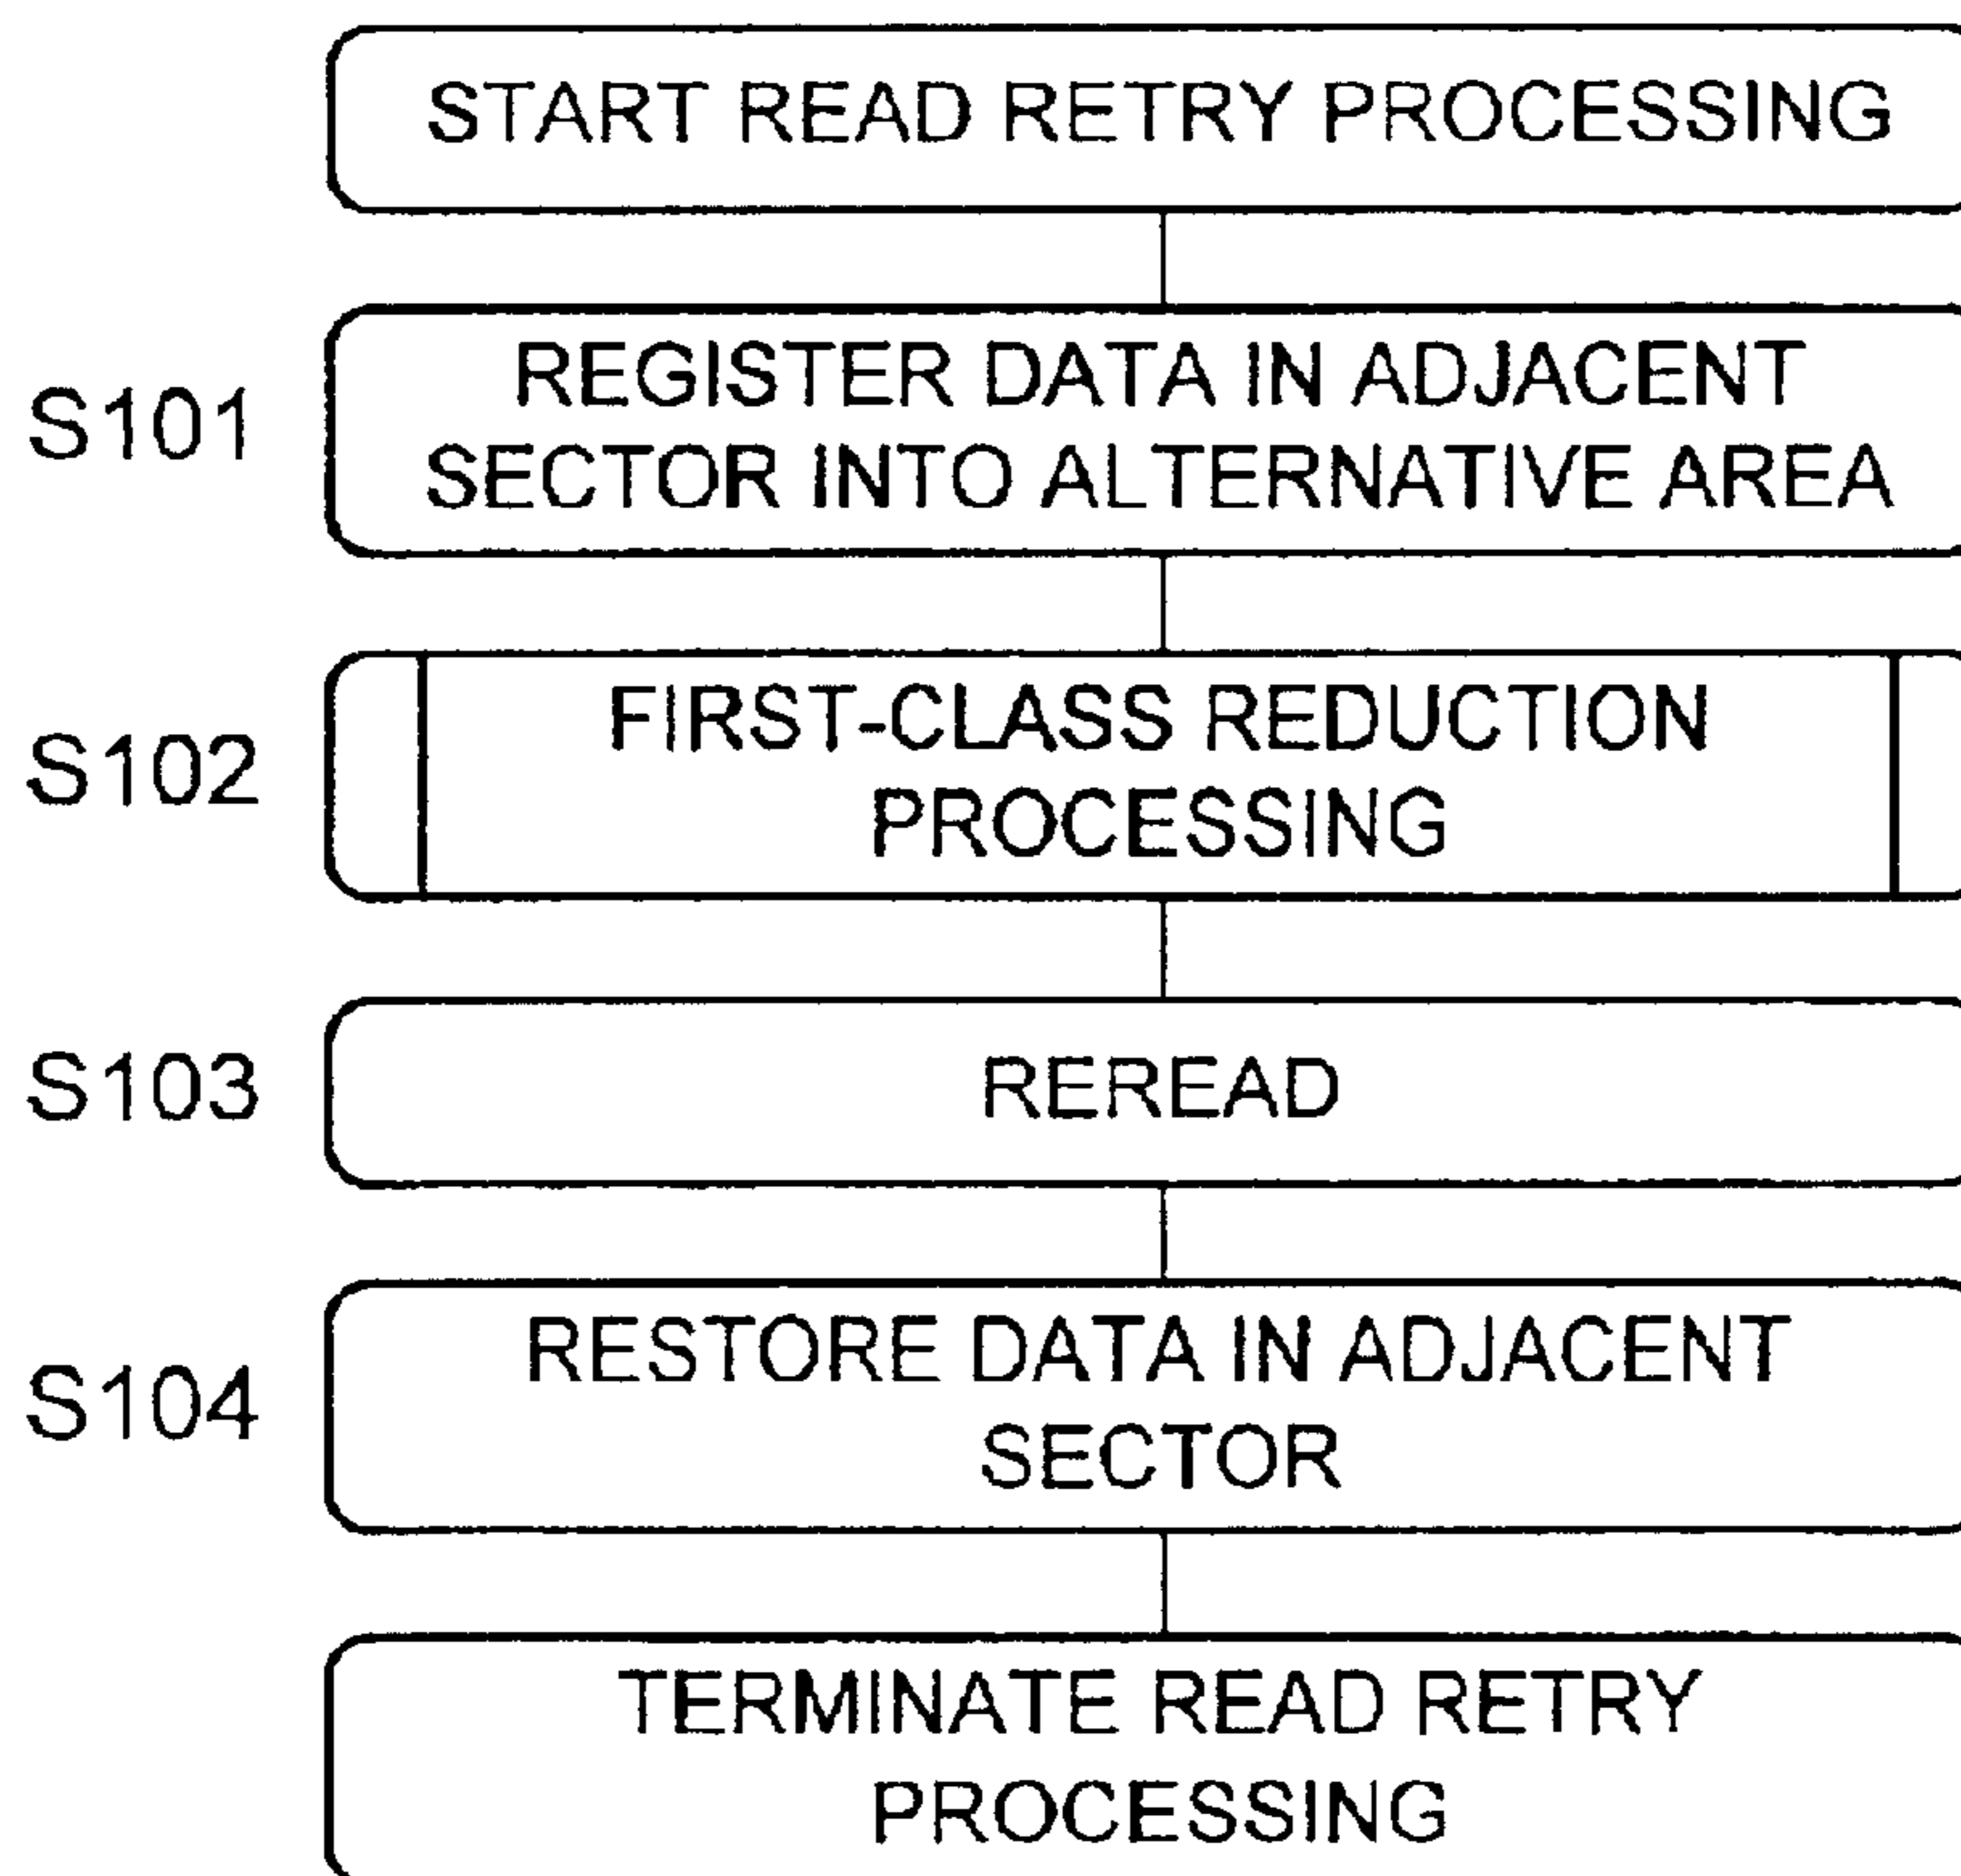 START READ RETRY PROCESSING
S101
REGISTER DATA IN ADJACENT
SECTOR INTO ALTERNATIVE AREA
S102
FIRST-CLASS REDUCTION
PROCESSING
S103
REREAD
S104
RESTORE DATA IN ADJACENT
SECTOR
TERMINATE READ RETRY
PROCESSING